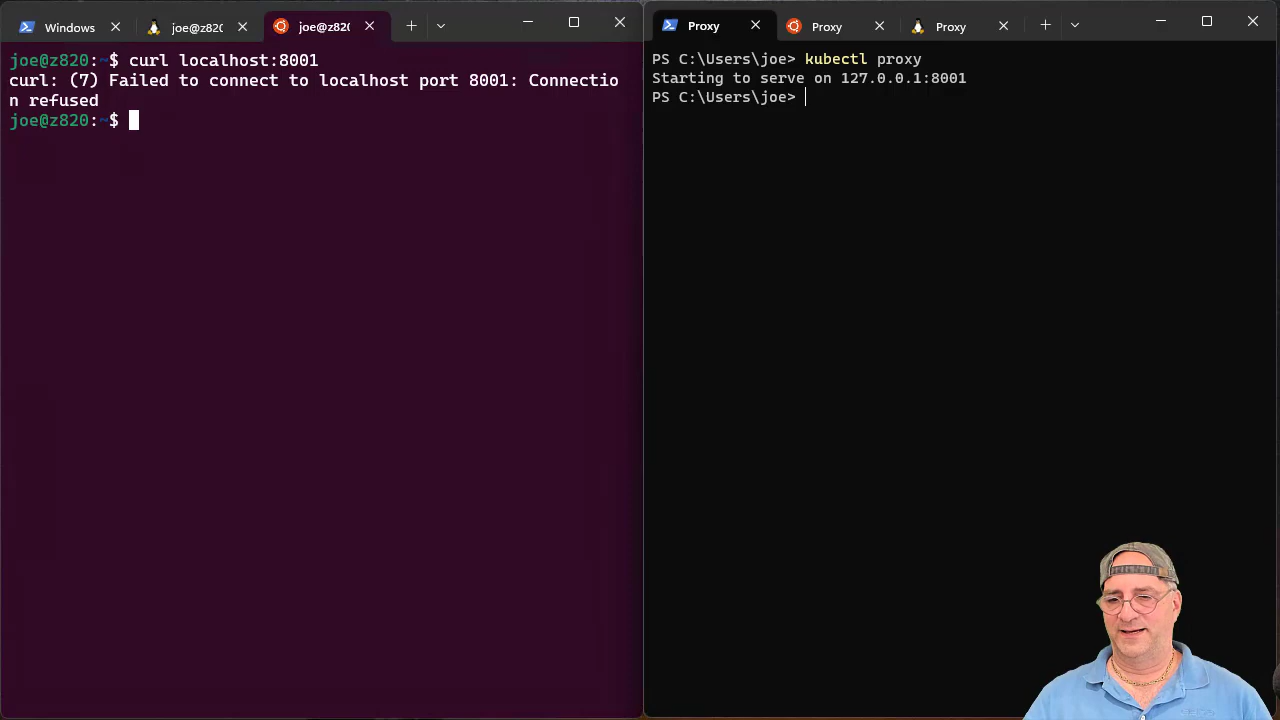 Windows
joe@z820
joe@z820
joe@z820:~$ curl localhost:8001
curl: (7) Failed to connect to localhost port 8001: Connectio
n refused
joe@z820:~$
Proxy
Proxy
Proxy
PS C:\Users\joe> kubectl proxy
Starting to serve on 127.0.0.1:8001
PS C:\Users\joe>